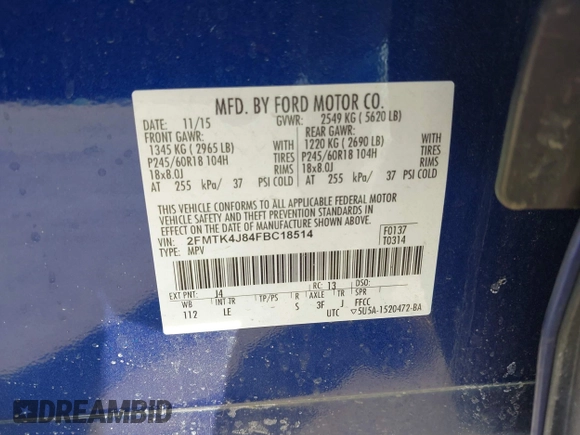 MFD. BY FORD MOTOR CO.
DATE: 11/15 GVWR: 2549 KG ( 5620 LB)
FRONT GAWR: REAR GAWR:
1345 KG ( 2965 LB) WITH 1220 KG ( 2690 LB) WITH
P245/60R18 104H TIRES P245/60R18 104H TIRES
18x8.0J RIMS 18x8.0J RIMS
AT 255 kPa/ 37 PSI COLD AT 255 kPa/ 37 PSI COLD
THIS VEHICLE CONFORMS TO ALL APPLICABLE FEDERAL MOTOR
VEHICLE SAFETY AND THEFT PREVENTION STANDARDS IN
EFFECT ON THE DATE OF MANUFACTURE SHOWN ABOVE.
VIN: 2FMTK4J84FBC18514 F0137
TYPE: MPV T0314
EXT PNT: J4 RC: 13 DSO:
WB INT TR TP/PS R AXLE TR SPR
112 LE S 3F J FFCC
UTC ▽5U5A-1520472-BA
DREAMBID